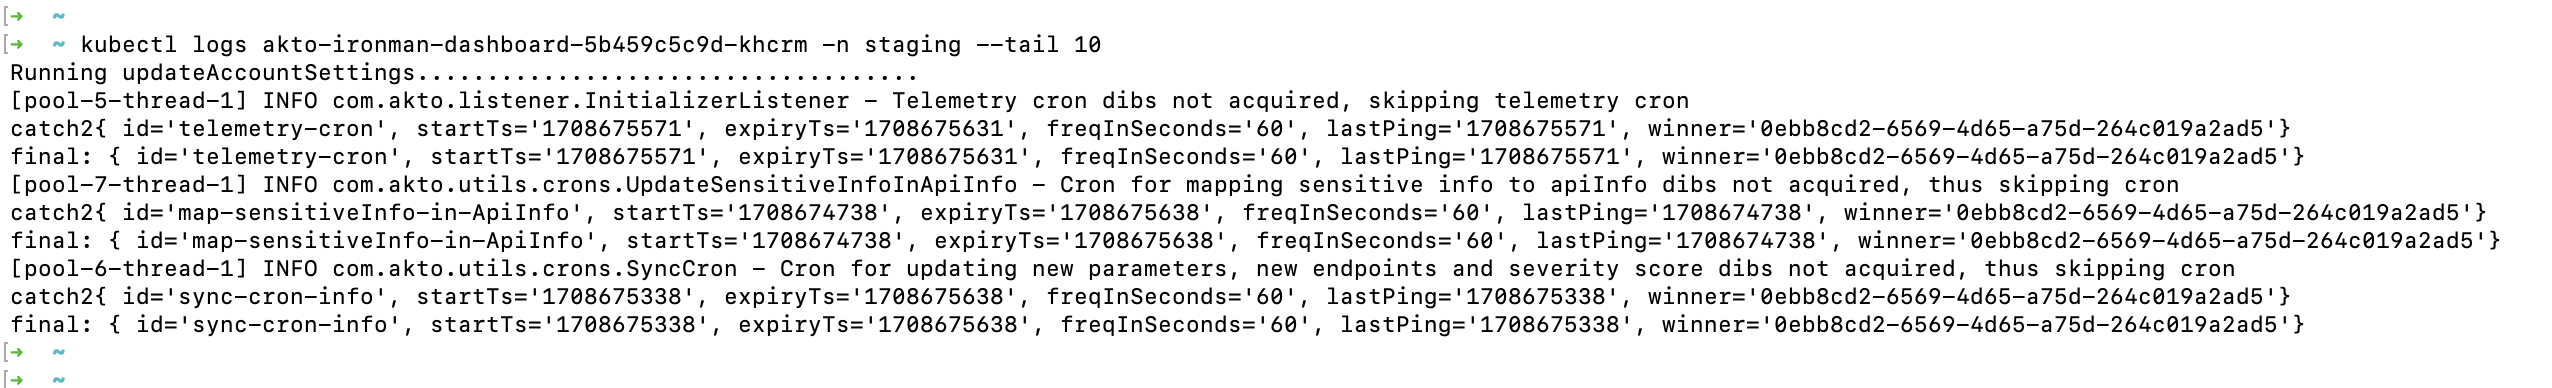 [➜  ~
[➜  ~ kubectl logs akto-ironman-dashboard-5b459c5c9d-khcrm -n staging --tail 10
Running updateAccountSettings....................................
[pool-5-thread-1] INFO com.akto.listener.InitializerListener - Telemetry cron dibs not acquired, skipping telemetry cron
catch2{ id='telemetry-cron', startTs='1708675571', expiryTs='1708675631', freqInSeconds='60', lastPing='1708675571', winner='0ebb8cd2-6569-4d65-a75d-264c019a2ad5'}
final: { id='telemetry-cron', startTs='1708675571', expiryTs='1708675631', freqInSeconds='60', lastPing='1708675571', winner='0ebb8cd2-6569-4d65-a75d-264c019a2ad5'}
[pool-7-thread-1] INFO com.akto.utils.crons.UpdateSensitiveInfoInApiInfo - Cron for mapping sensitive info to apiInfo dibs not acquired, thus skipping cron
catch2{ id='map-sensitiveInfo-in-ApiInfo', startTs='1708674738', expiryTs='1708675638', freqInSeconds='60', lastPing='1708674738', winner='0ebb8cd2-6569-4d65-a75d-264c019a2ad5'}
final: { id='map-sensitiveInfo-in-ApiInfo', startTs='1708674738', expiryTs='1708675638', freqInSeconds='60', lastPing='1708674738', winner='0ebb8cd2-6569-4d65-a75d-264c019a2ad5'}
[pool-6-thread-1] INFO com.akto.utils.crons.SyncCron - Cron for updating new parameters, new endpoints and severity score dibs not acquired, thus skipping cron
catch2{ id='sync-cron-info', startTs='1708675338', expiryTs='1708675638', freqInSeconds='60', lastPing='1708675338', winner='0ebb8cd2-6569-4d65-a75d-264c019a2ad5'}
final: { id='sync-cron-info', startTs='1708675338', expiryTs='1708675638', freqInSeconds='60', lastPing='1708675338', winner='0ebb8cd2-6569-4d65-a75d-264c019a2ad5'}
[➜  ~
[➜  ~